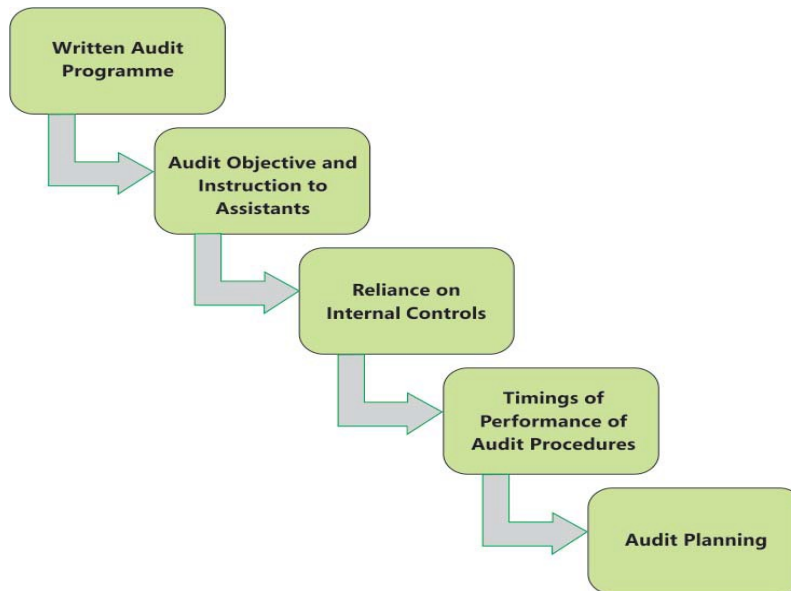 Written Audit
Programme
Audit Objective and
Instruction to
Assistants
Reliance on
Internal Controls
Timings of
Performance of
Audit Procedures
Audit Planning